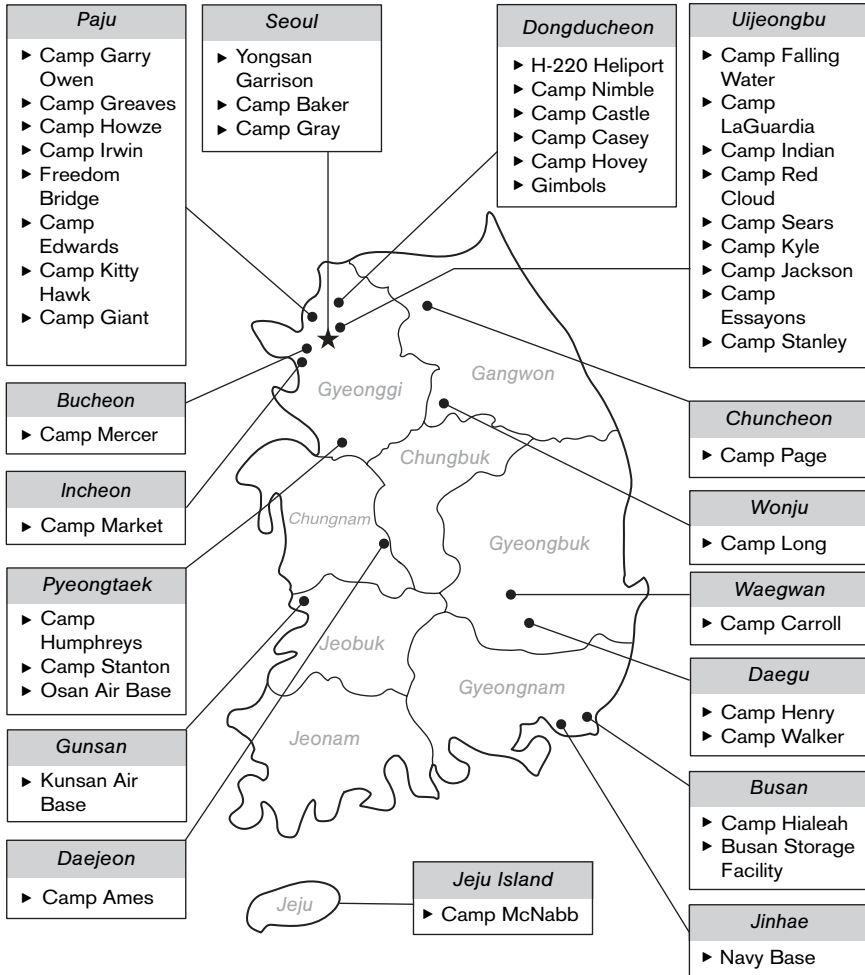 Paju
▶ Camp Garry
Owen
▶ Camp Greaves
▶ Camp Howze
▶ Camp Irwin
▶ Freedom
Bridge
▶ Camp
Edwards
▶ Camp Kitty
Hawk
▶ Camp Giant
Seoul
▶ Yongsan
Garrison
▶ Camp Baker
▶ Camp Gray
Dongducheon
▶ H-220 Heliport
▶ Camp Nimble
▶ Camp Castle
▶ Camp Casey
▶ Camp Hovey
▶ Gimbols
Uijeongbu
▶ Camp Falling
Water
▶ Camp
LaGuardia
▶ Camp Indian
▶ Camp Red
Cloud
▶ Camp Sears
▶ Camp Kyle
▶ Camp Jackson
▶ Camp
Essayons
▶ Camp Stanley
Bucheon
▶ Camp Mercer
Incheon
▶ Camp Market
Pyeongtaek
▶ Camp
Humphreys
▶ Camp Stanton
▶ Osan Air Base
Gunsan
▶ Kunsan Air
Base
Daejeon
▶ Camp Ames
Gyeonggi
Gangwon
Chungbuk
Chungnam
Gyeongbuk
Jeobuk
Gyeongnam
Jeonam
Jeju
Jeju Island
▶ Camp McNabb
Chuncheon
▶ Camp Page
Wonju
▶ Camp Long
Waegwan
▶ Camp Carroll
Daegu
▶ Camp Henry
▶ Camp Walker
Busan
▶ Camp Hialeah
▶ Busan Storage
Facility
Jinhae
▶ Navy Base